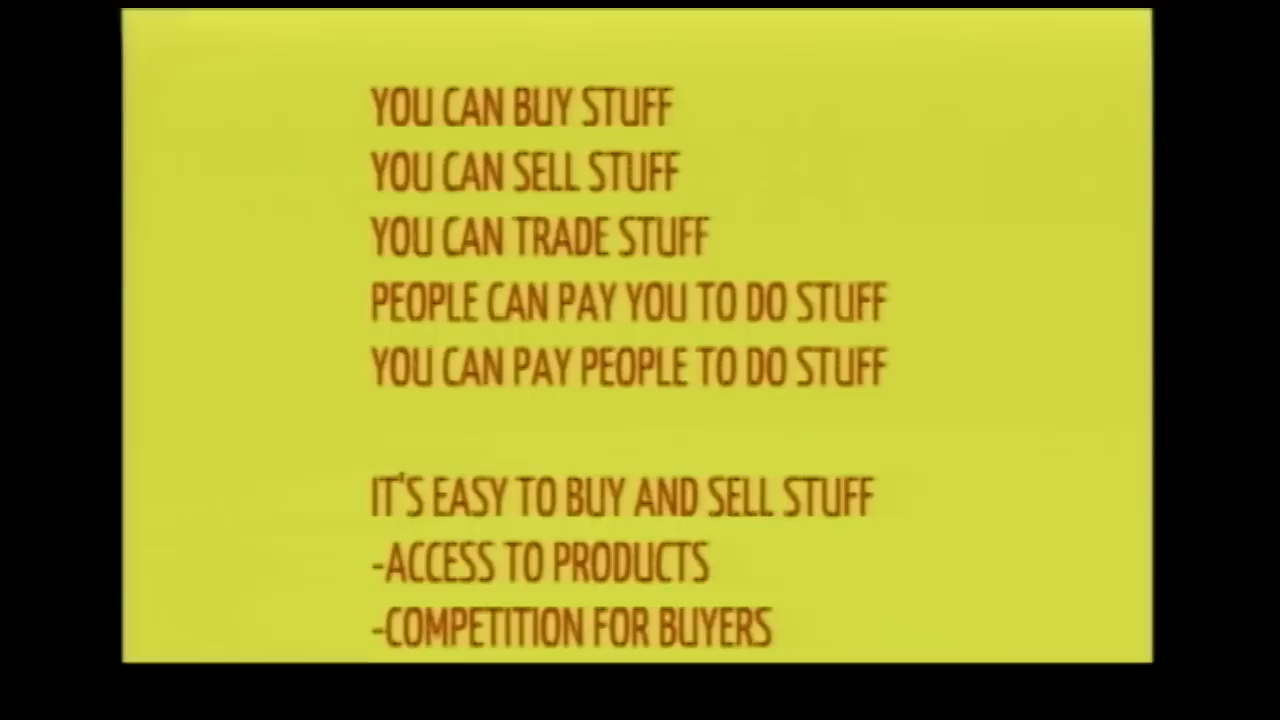 YOU CAN BUY STUFF
YOU CAN SELL STUFF
YOU CAN TRADE STUFF
PEOPLE CAN PAY YOU TO DO STUFF
YOU CAN PAY PEOPLE TO DO STUFF
IT'S EASY TO BUY AND SELL STUFF
-ACCESS TO PRODUCTS
-COMPETITION FOR BUYERS